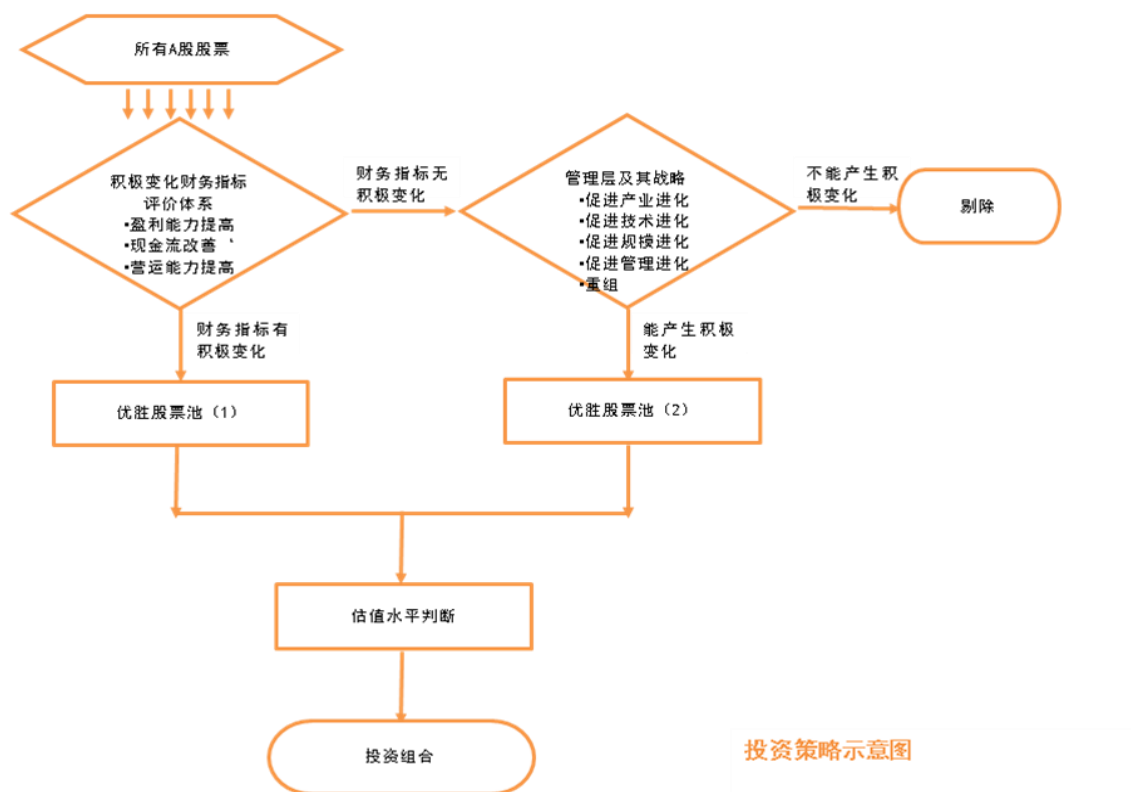 所有A股股票
积极变化财务指标
评价体系
▪盈利能力提高
▪现金流改善 、
▪营运能力提高
财务指标无
积极变化
管理层及其战略
▪促进产业进化
▪促进技术进化
▪促进规模进化
▪促进管理进化
▪重组
不能产生积
极变化
剔除
财务指标有
积极变化
能产生积极
变化
优胜股票池（1）
优胜股票池（2）
估值水平判断
投资组合
投资策略示意图